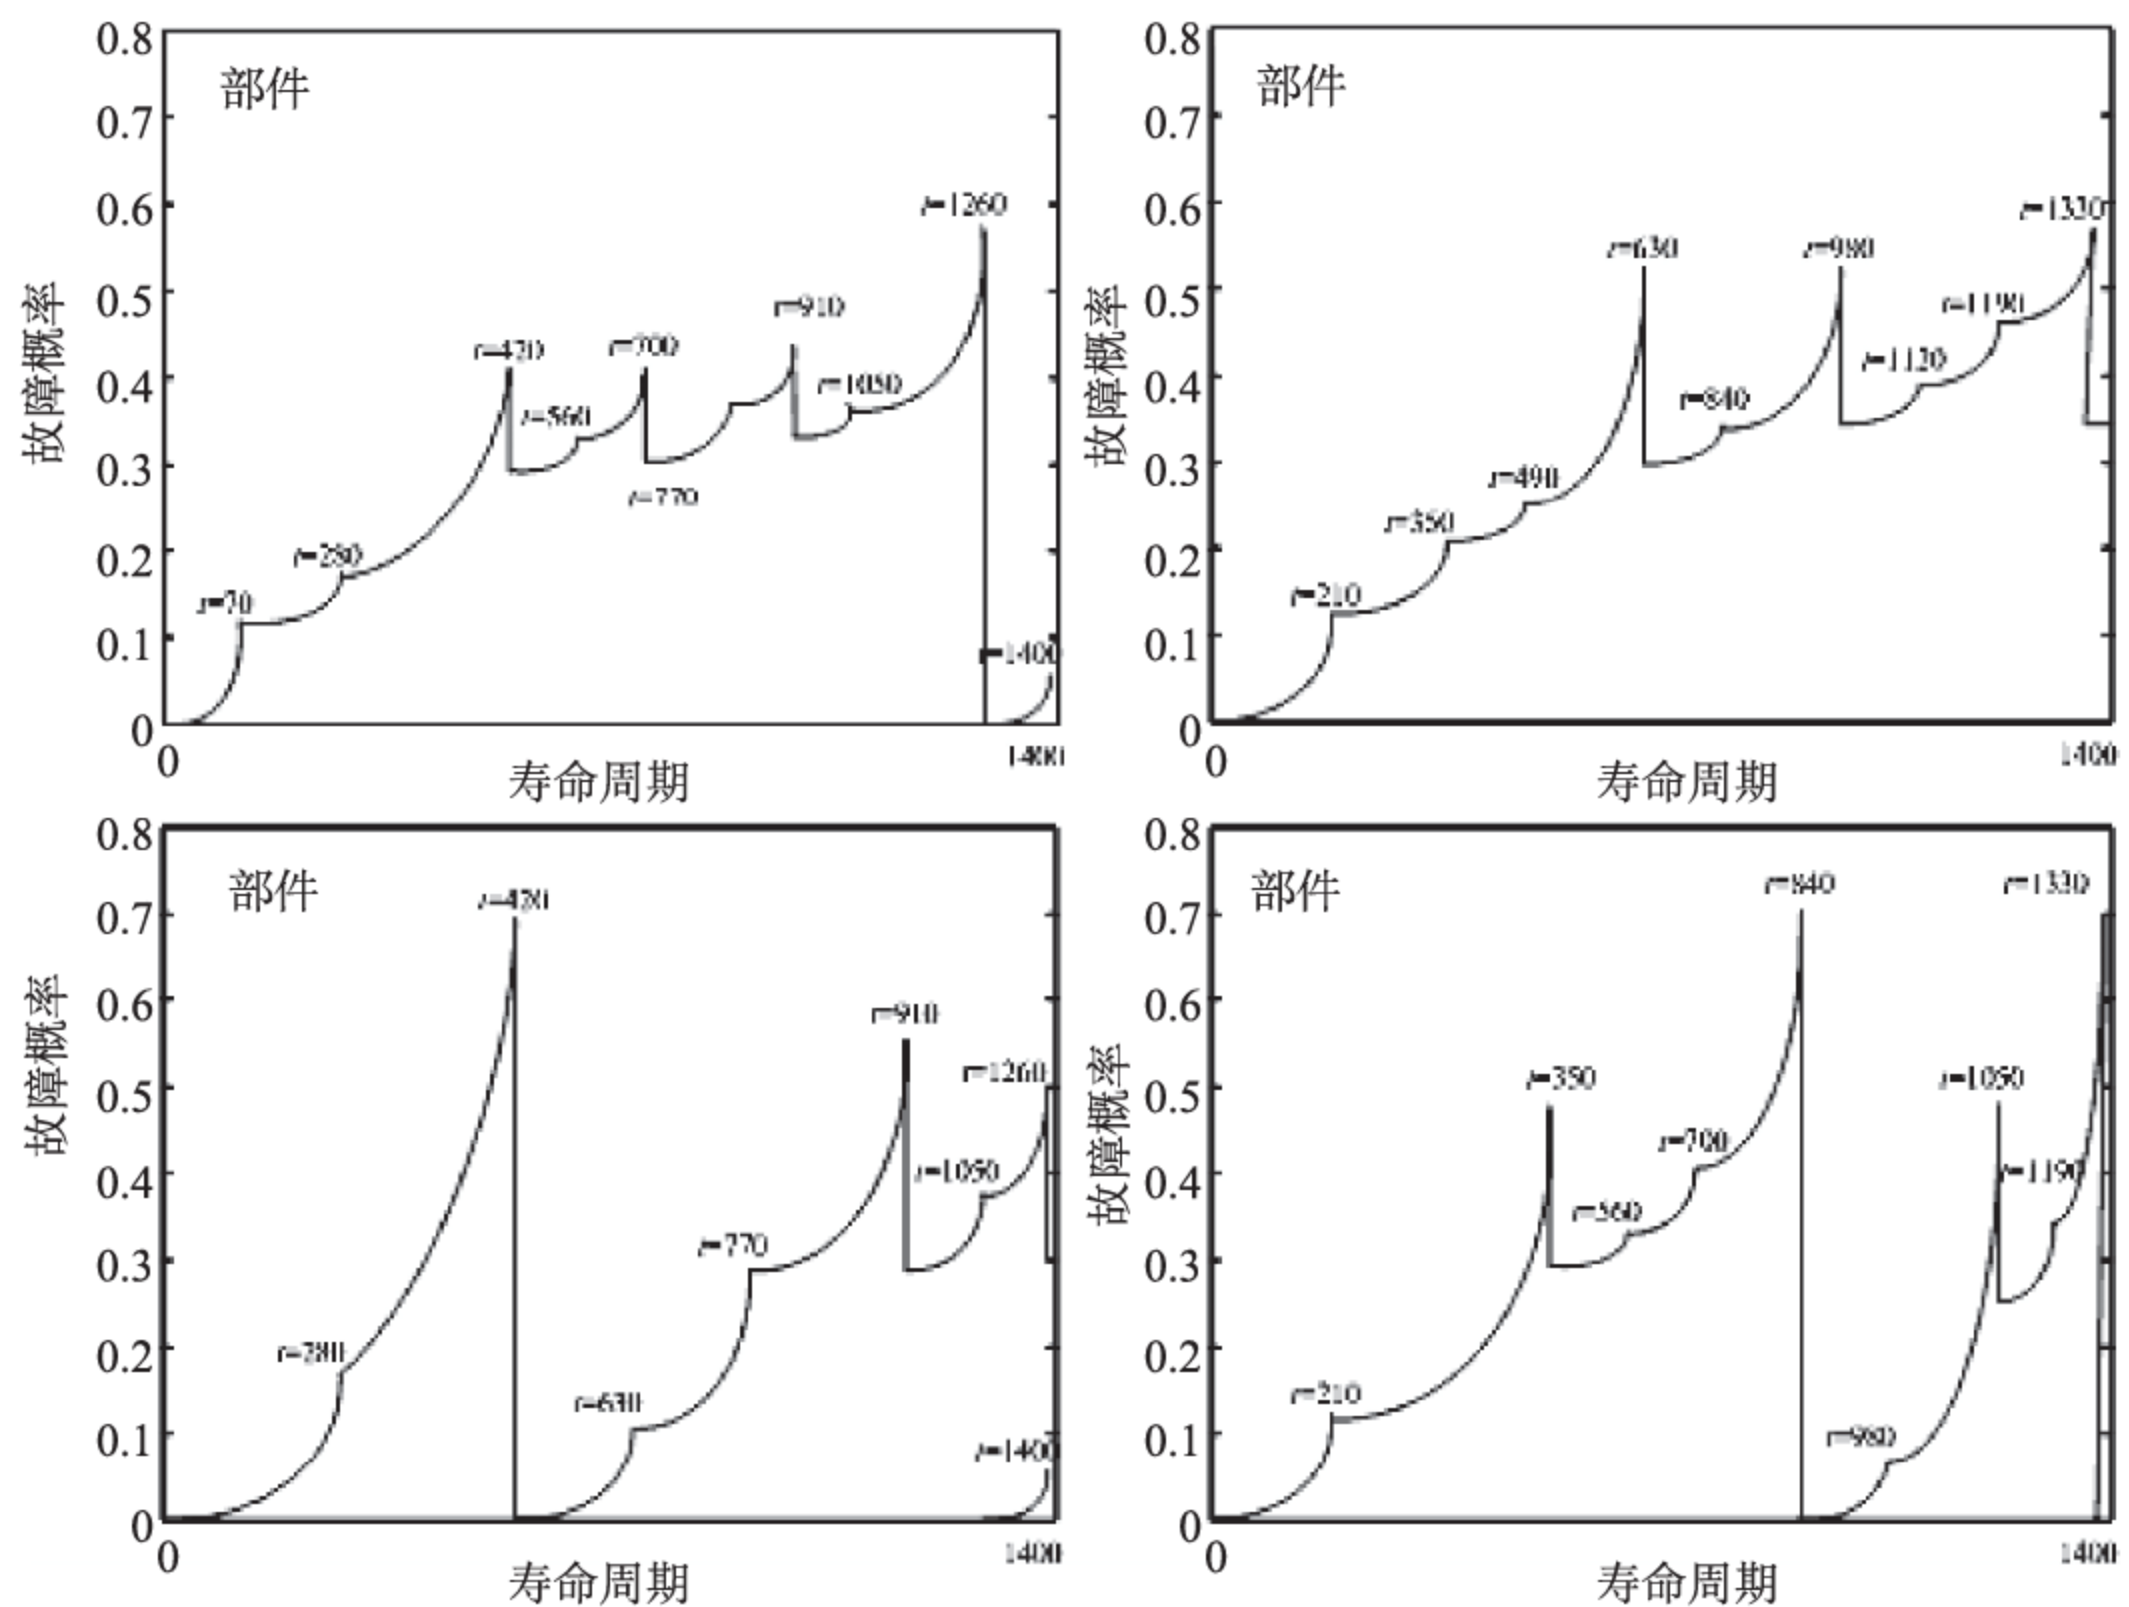 部件
故障概率
0.8
0.7
0.6
0.5
0.4
0.3
0.2
0.1
0
t=70
t=280
t=420
t=560
t=700
t=770
t=910
t=1050
t=1260
t=1400
0
1400
寿命周期
部件
故障概率
0.8
0.7
0.6
0.5
0.4
0.3
0.2
0.1
0
t=210
t=350
t=490
t=630
t=840
t=980
t=1120
t=1190
t=1330
0
1400
寿命周期
部件
故障概率
0.8
0.7
0.6
0.5
0.4
0.3
0.2
0.1
0
t=280
t=420
t=630
t=770
t=910
t=1050
t=1260
t=1400
0
1400
寿命周期
部件
故障概率
0.8
0.7
0.6
0.5
0.4
0.3
0.2
0.1
0
t=210
t=350
t=560
t=700
t=840
t=980
t=1050
t=1190
t=1330
0
1400
寿命周期